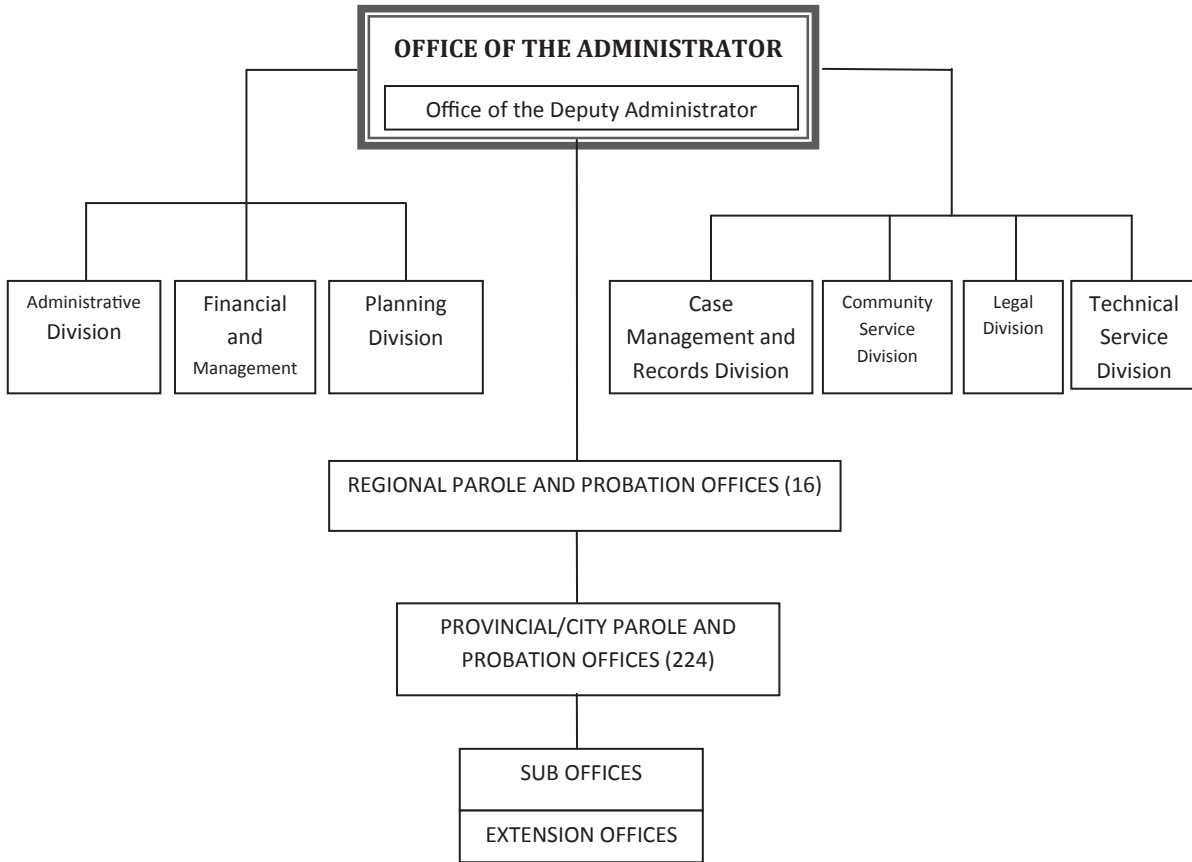 OFFICE OF THE ADMINISTRATOR
Office of the Deputy Administrator
Administrative
Division
Financial
and
Management
Planning
Division
Case
Management and
Records Division
Community
Service
Division
Legal
Division
Technical
Service
Division
REGIONAL PAROLE AND PROBATION OFFICES (16)
PROVINCIAL/CITY PAROLE AND
PROBATION OFFICES (224)
SUB OFFICES
EXTENSION OFFICES